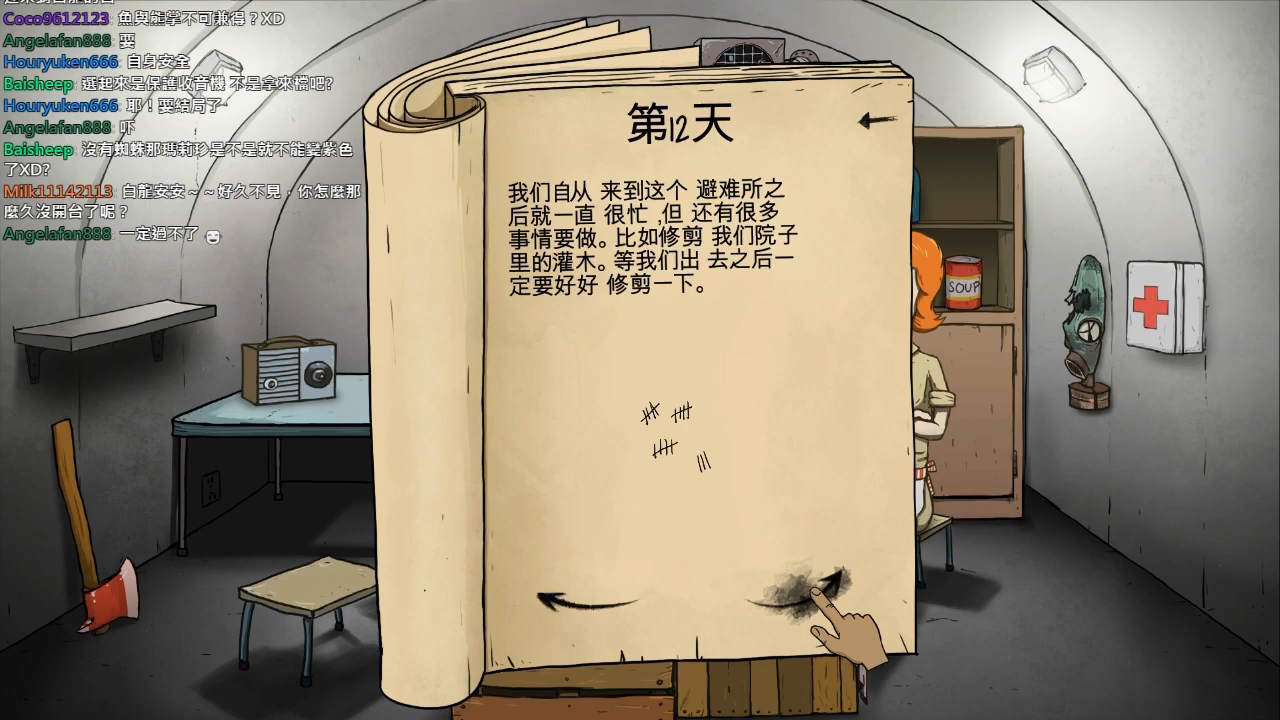 Coco9612123: 魚與熊掌不可兼得？XD
Angelafan888: 要
Houryuken666: 自身安全
Baisheep: 選起來是保護收音機 不是拿來檔吧?
Houryuken666: 耶！要結局了~
Angelafan888: 吓
Baisheep: 沒有蜘蛛那瑪莉珍是不是就不能變紫色
了XD?
Milk11142113: 白龍安安～～好久不見，你怎麼那
麼久沒開台了呢？
Angelafan888: 一定過不了
第12天
我们自从 来到这个 避难所之
后就一直 很忙 ,但 还有很多
事情要做。比如修剪 我们院子
里的灌木。等我们出 去之后一
定要好好 修剪一下。
SOUP